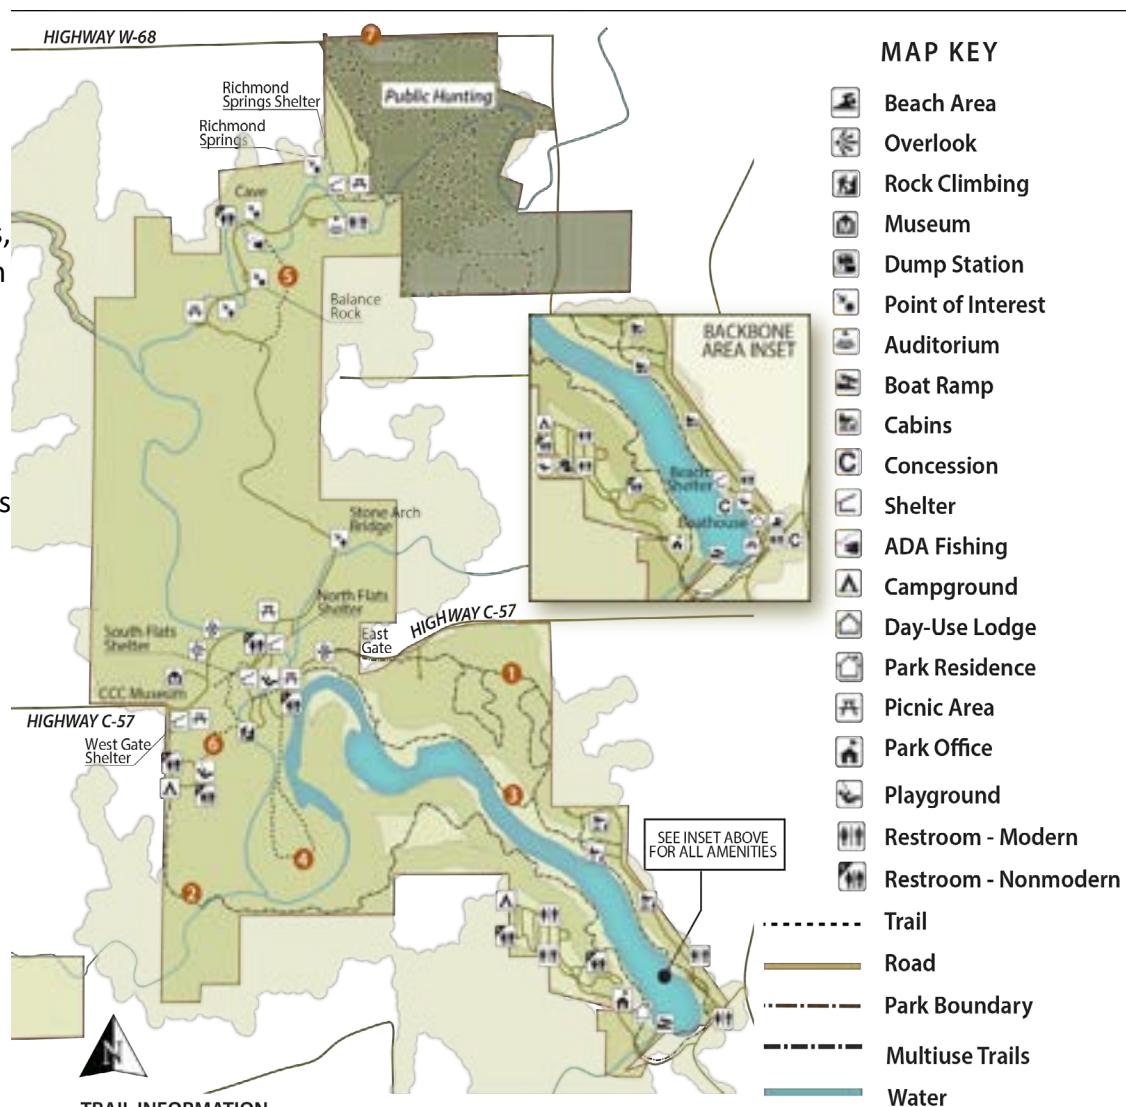 HIGHWAY W-68
7
Richmond
Springs Shelter
Public Hunting
Richmond
Springs
Cave
s,
n
5
Balance
Rock
BACKBONE
AREA INSET
Beach
Shelter
C
Boathouse
C
s
Stone Arch
Bridge
North Flats
Shelter
South Flats
Shelter
East
Gate
HIGHWAY C-57
1
CCC Museum
HIGHWAY C-57
West Gate
Shelter
6
3
SEE INSET ABOVE
FOR ALL AMENITIES
4
2
N
TRAIL INFORMATION
MAP KEY
Beach Area
Overlook
Rock Climbing
Museum
Dump Station
Point of Interest
Auditorium
Boat Ramp
Cabins
C Concession
Shelter
ADA Fishing
Campground
Day-Use Lodge
Park Residence
Picnic Area
Park Office
Playground
Restroom - Modern
Restroom - Nonmodern
Trail
Road
Park Boundary
Multiuse Trails
Water